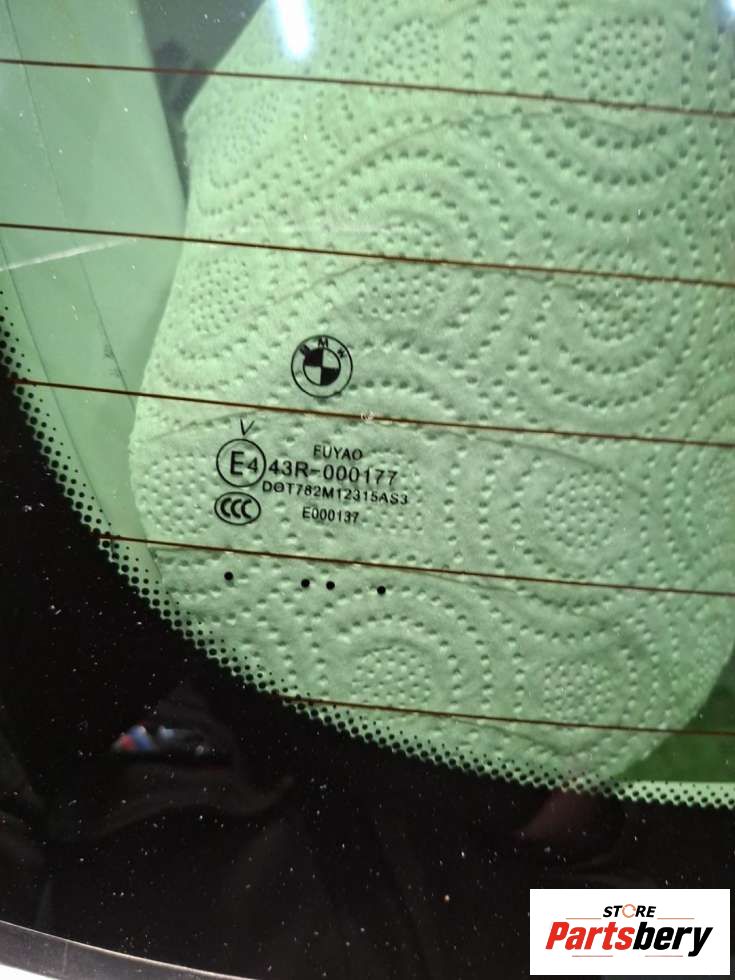 BMW
V
FUYAO
E4 43R-000177
DOT782M12315AS3
CCC E000137
STORE
Partsbery